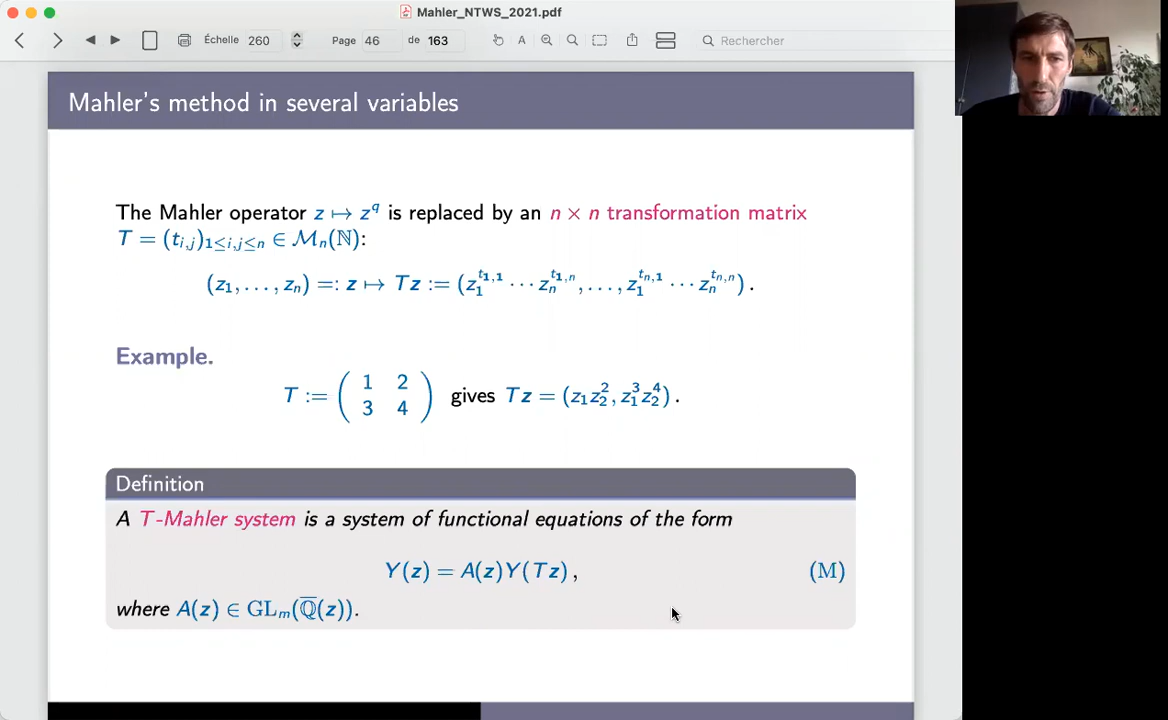 Mahler_NTWS_2021.pdf
Échelle 260 Page 46 de 163 Rechercher
Mahler's method in several variables
The Mahler operator z ↦ z^q is replaced by an n × n transformation matrix
T = (t_{i,j})_{1≤i,j≤n} ∈ ℳ_n(ℕ):
(z_1, …, z_n) =: z ↦ Tz := (z_1^{t_{1,1}} ⋯ z_n^{t_{1,n}}, …, z_1^{t_{n,1}} ⋯ z_n^{t_{n,n}}) .
Example.
T := ( 1 2 ; 3 4 ) gives Tz = (z_1 z_2^2, z_1^3 z_2^4) .
Definition
A T-Mahler system is a system of functional equations of the form
Y(z) = A(z)Y(Tz) , (M)
where A(z) ∈ GL_m(ℚ̅(z)).